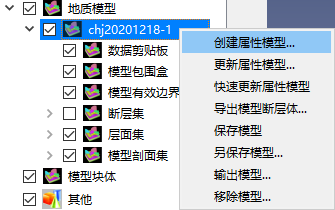 地质模型
chj20201218-1
数据剪贴板
模型包围盒
模型有效边界
断层集
层面集
模型剖面集
模型块体
其他
创建属性模型...
更新属性模型...
快速更新属性模型
导出模型断层体...
保存模型
另保存模型...
输出模型...
移除模型...